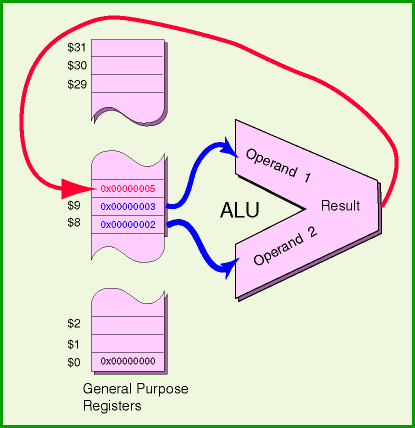 $31
$30
$29
0x00000005
$9 0x00000003
$8 0x00000002
Operand 1
ALU
Result
Operand 2
$2
$1
$0 0x00000000
General Purpose
Registers